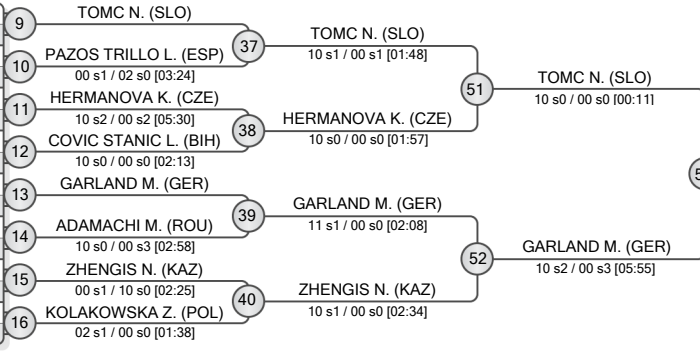 9
TOMC N. (SLO)
10
PAZOS TRILLO L. (ESP)
00 s1 / 02 s0 [03:24]
37
TOMC N. (SLO)
10 s1 / 00 s1 [01:48]
11
HERMANOVA K. (CZE)
10 s2 / 00 s2 [05:30]
12
COVIC STANIC L. (BIH)
10 s0 / 00 s0 [02:13]
38
HERMANOVA K. (CZE)
10 s0 / 00 s0 [01:57]
51
TOMC N. (SLO)
10 s0 / 00 s0 [00:11]
13
GARLAND M. (GER)
14
ADAMACHI M. (ROU)
10 s0 / 00 s3 [02:58]
39
GARLAND M. (GER)
11 s1 / 00 s0 [02:08]
15
ZHENGIS N. (KAZ)
00 s1 / 10 s0 [02:25]
16
KOLAKOWSKA Z. (POL)
02 s1 / 00 s0 [01:38]
40
ZHENGIS N. (KAZ)
10 s1 / 00 s0 [02:34]
52
GARLAND M. (GER)
10 s2 / 00 s3 [05:55]